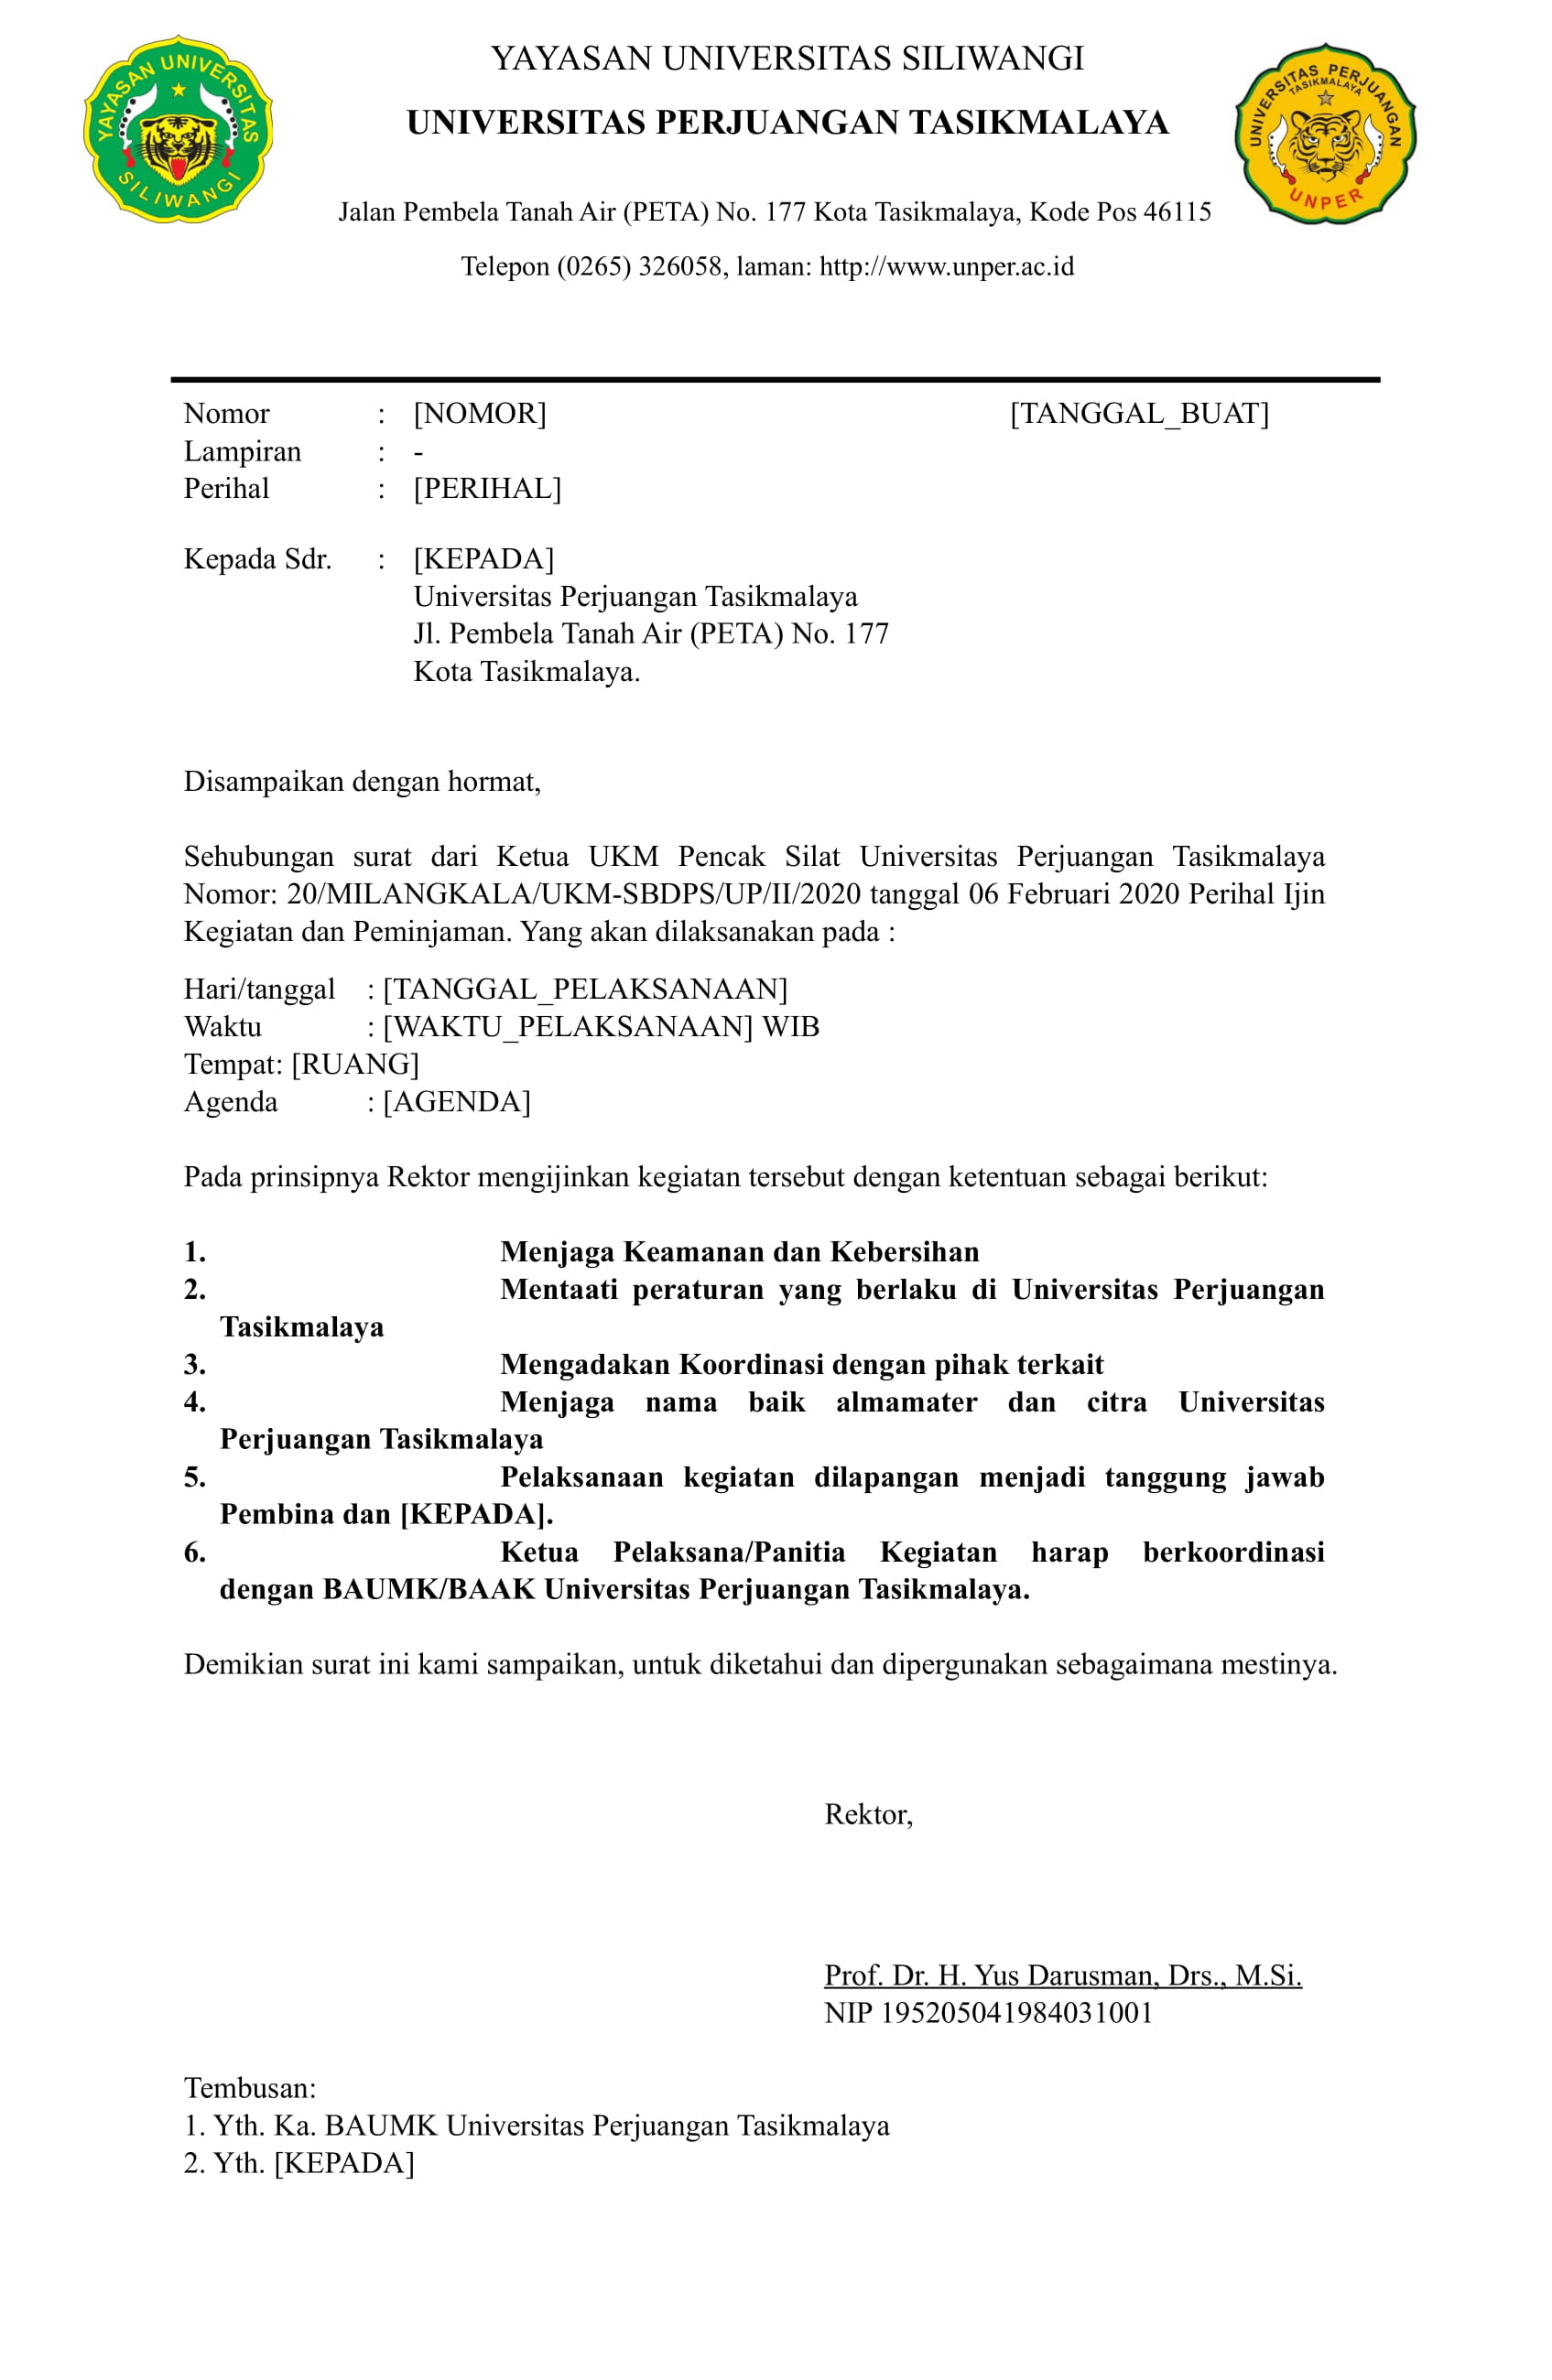 YAYASAN UNIVERSITAS SILIWANGI
YAYASAN UNIVERSITAS SILIWANGI
UNIVERSITAS PERJUANGAN TASIKMALAYA
UNIVERSITAS PERJUANGAN
TASIKMALAYA
UNPER
Jalan Pembela Tanah Air (PETA) No. 177 Kota Tasikmalaya, Kode Pos 46115
Telepon (0265) 326058, laman: http://www.unper.ac.id
Nomor : [NOMOR] [TANGGAL_BUAT]
Lampiran : -
Perihal : [PERIHAL]
Kepada Sdr. : [KEPADA]
Universitas Perjuangan Tasikmalaya
Jl. Pembela Tanah Air (PETA) No. 177
Kota Tasikmalaya.
Disampaikan dengan hormat,
Sehubungan surat dari Ketua UKM Pencak Silat Universitas Perjuangan Tasikmalaya
Nomor: 20/MILANGKALA/UKM-SBDPS/UP/II/2020 tanggal 06 Februari 2020 Perihal Ijin
Kegiatan dan Peminjaman. Yang akan dilaksanakan pada :
Hari/tanggal : [TANGGAL_PELAKSANAAN]
Waktu : [WAKTU_PELAKSANAAN] WIB
Tempat: [RUANG]
Agenda : [AGENDA]
Pada prinsipnya Rektor mengijinkan kegiatan tersebut dengan ketentuan sebagai berikut:
1. Menjaga Keamanan dan Kebersihan
2. Mentaati peraturan yang berlaku di Universitas Perjuangan
Tasikmalaya
3. Mengadakan Koordinasi dengan pihak terkait
4. Menjaga nama baik almamater dan citra Universitas
Perjuangan Tasikmalaya
5. Pelaksanaan kegiatan dilapangan menjadi tanggung jawab
Pembina dan [KEPADA].
6. Ketua Pelaksana/Panitia Kegiatan harap berkoordinasi
dengan BAUMK/BAAK Universitas Perjuangan Tasikmalaya.
Demikian surat ini kami sampaikan, untuk diketahui dan dipergunakan sebagaimana mestinya.
Rektor,
Prof. Dr. H. Yus Darusman, Drs., M.Si.
NIP 195205041984031001
Tembusan:
1. Yth. Ka. BAUMK Universitas Perjuangan Tasikmalaya
2. Yth. [KEPADA]